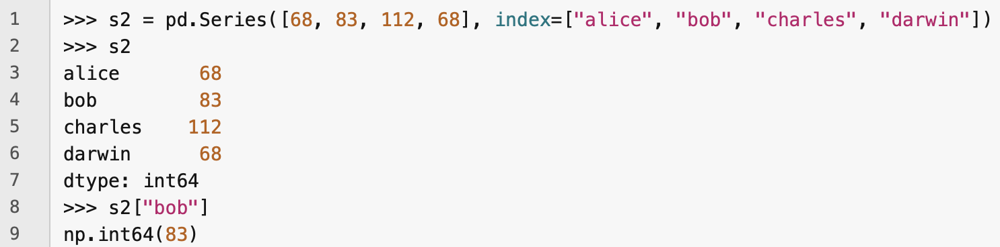 1 >>> s2 = pd.Series([68, 83, 112, 68], index=["alice", "bob", "charles", "darwin"])
2 >>> s2
3 alice       68
4 bob         83
5 charles    112
6 darwin      68
7 dtype: int64
8 >>> s2["bob"]
9 np.int64(83)